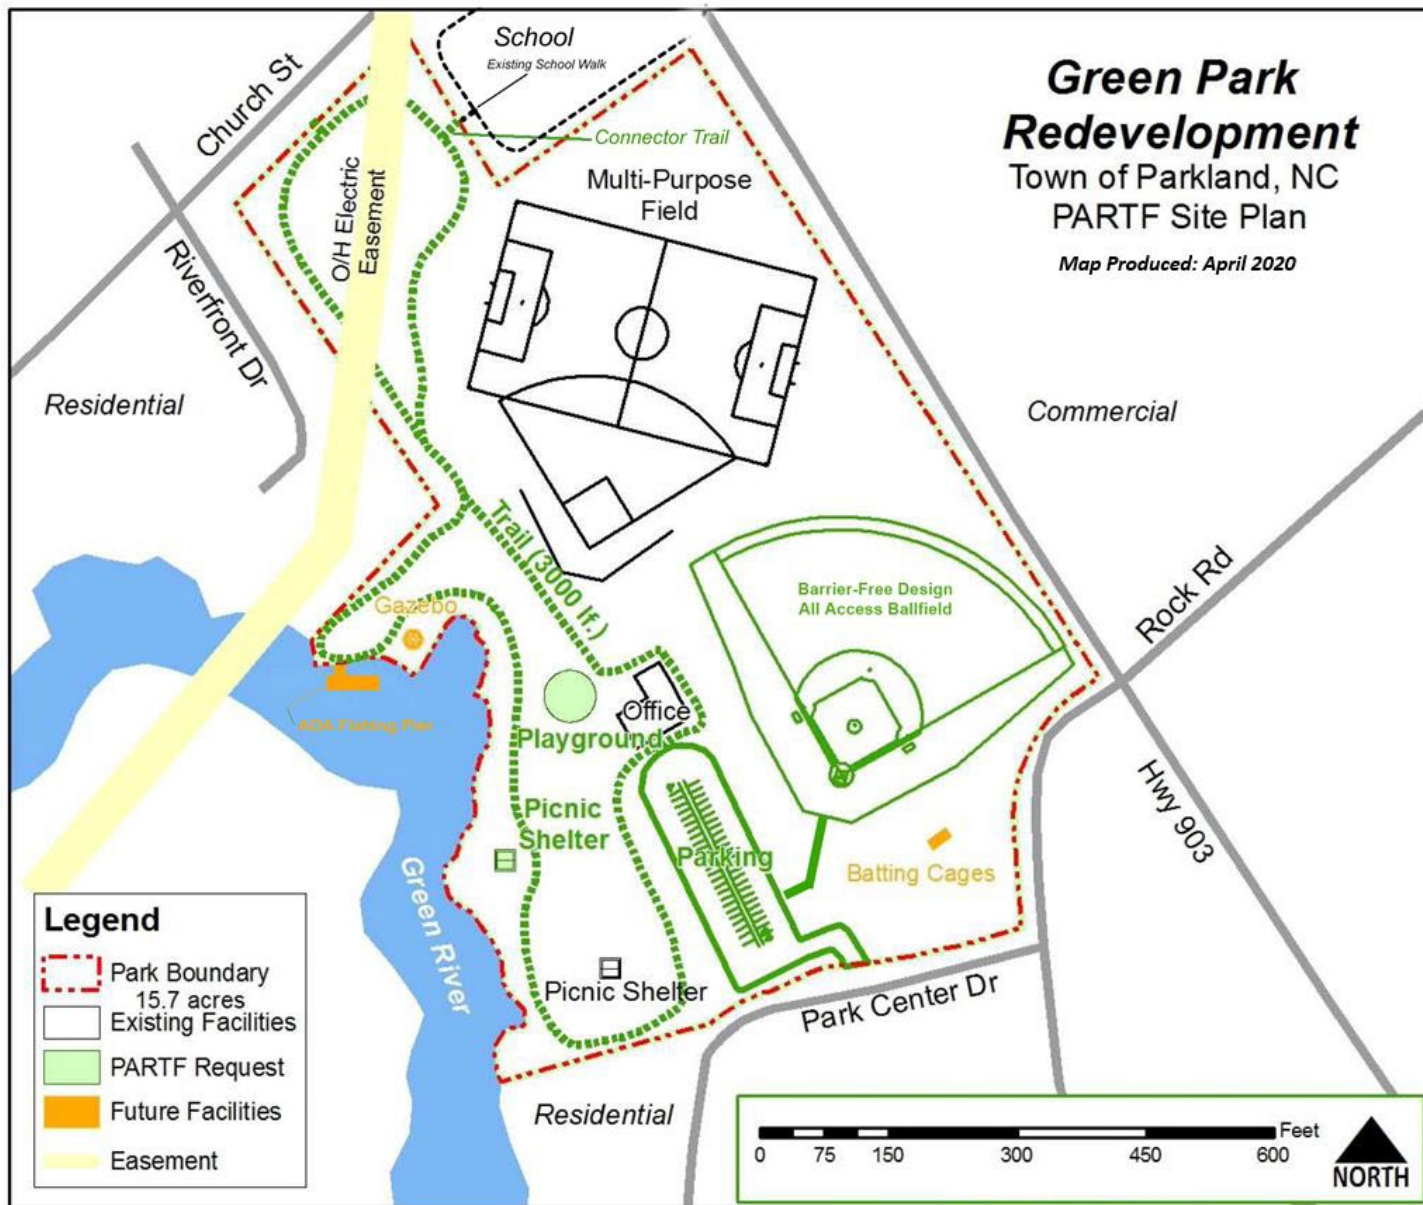 School
Existing School Walk
Church St
Connector Trail
Green Park
Redevelopment
Town of Parkland, NC
PARTF Site Plan
Map Produced: April 2020
Multi-Purpose
Field
O/H Electric
Easement
Riverfront Dr
Residential
Commercial
Trail (3000 lf.)
Barrier-Free Design
All Access Ballfield
Rock Rd
Gazebo
ADA Fishing Pier
Office
Playground
Picnic
Shelter
Parking
Hwy 903
Batting Cages
Green River
Picnic Shelter
Park Center Dr
Residential
Legend
Park Boundary
15.7 acres
Existing Facilities
PARTF Request
Future Facilities
Easement
Feet
0 75 150 300 450 600
NORTH